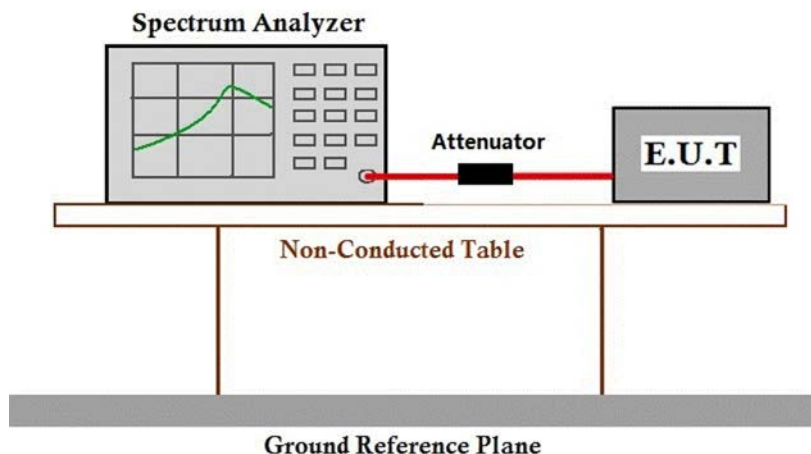 Spectrum Analyzer
Attenuator
E.U.T
Non-Conducted Table
Ground Reference Plane